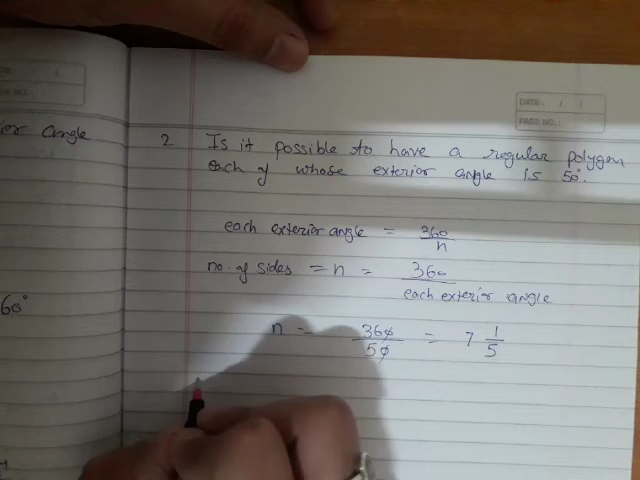 DATE: / /
PAGE NO.:
ior angle
2 Is it possible to have a regular polygon
each of whose exterior angle is 50°.
each exterior angle = 360/n
no. of sides = n = 360/each exterior angle
60°
n = 360/50 = 7 1/5